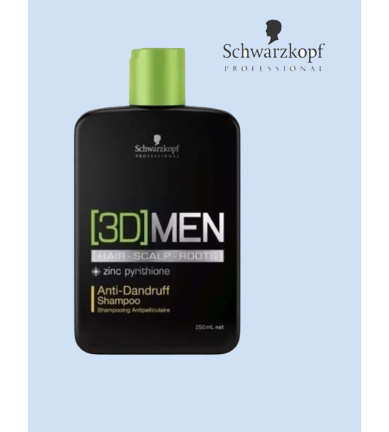 Schwarzkopf
PROFESSIONAL
Schwarzkopf
PROFESSIONAL
[3D]MEN
[HAIR-SCALP-ROOTS]
zinc pyrithione
Anti-Dandruff
Shampoo
Shampooing Antipelliculaire
250mL net